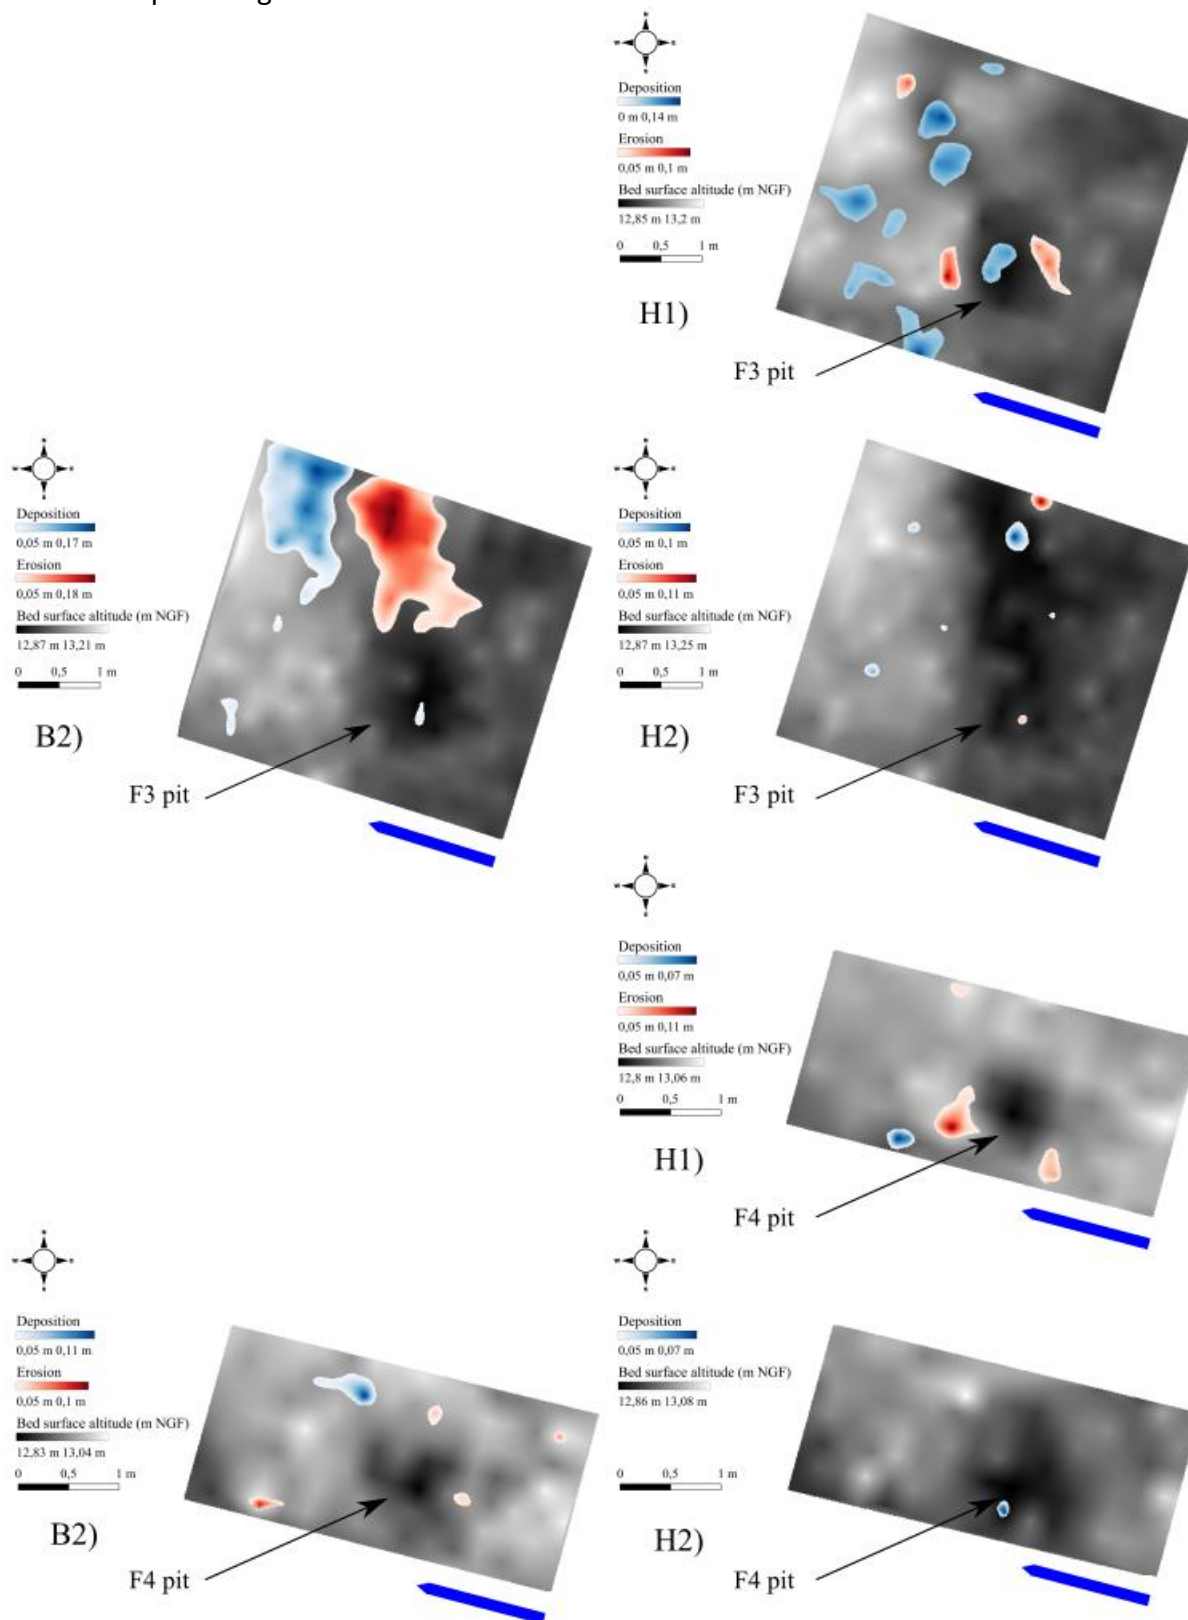 N
W E
S
Deposition
0 m 0,14 m
Erosion
0,05 m 0,1 m
Bed surface altitude (m NGF)
12,85 m 13,2 m
0 0,5 1 m
H1)
F3 pit
N
W E
S
Deposition
0,05 m 0,17 m
Erosion
0,05 m 0,18 m
Bed surface altitude (m NGF)
12,87 m 13,21 m
0 0,5 1 m
B2)
F3 pit
N
W E
S
Deposition
0,05 m 0,1 m
Erosion
0,05 m 0,11 m
Bed surface altitude (m NGF)
12,87 m 13,25 m
0 0,5 1 m
H2)
F3 pit
N
W E
S
Deposition
0,05 m 0,07 m
Erosion
0,05 m 0,11 m
Bed surface altitude (m NGF)
12,8 m 13,06 m
0 0,5 1 m
H1)
F4 pit
N
W E
S
Deposition
0,05 m 0,11 m
Erosion
0,05 m 0,1 m
Bed surface altitude (m NGF)
12,83 m 13,04 m
0 0,5 1 m
B2)
F4 pit
N
W E
S
Deposition
0,05 m 0,07 m
Bed surface altitude (m NGF)
12,86 m 13,08 m
0 0,5 1 m
H2)
F4 pit